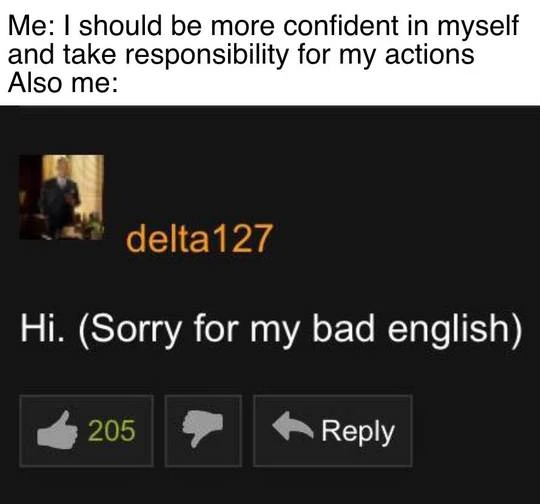 Me: I should be more confident in myself
and take responsibility for my actions
Also me:
delta127
Hi. (Sorry for my bad english)
205
Reply